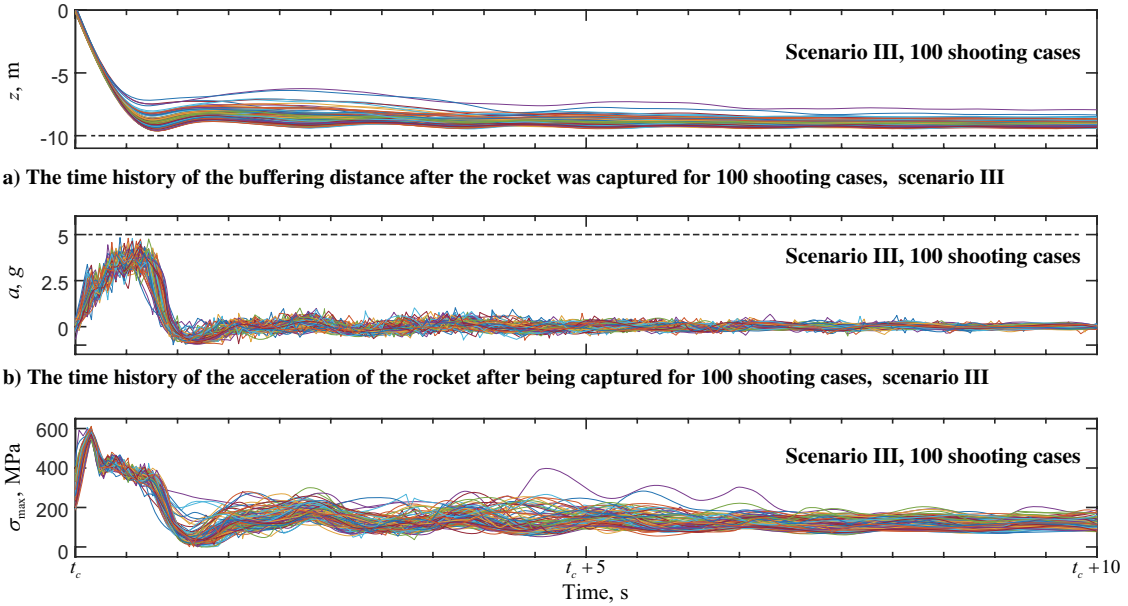 0
-5
-10
z, m
Scenario III, 100 shooting cases
a) The time history of the buffering distance after the rocket was captured for 100 shooting cases, scenario III
5
2.5
0
a, g
Scenario III, 100 shooting cases
b) The time history of the acceleration of the rocket after being captured for 100 shooting cases, scenario III
600
400
200
0
σmax, MPa
Scenario III, 100 shooting cases
tc
tc + 5
tc + 10
Time, s